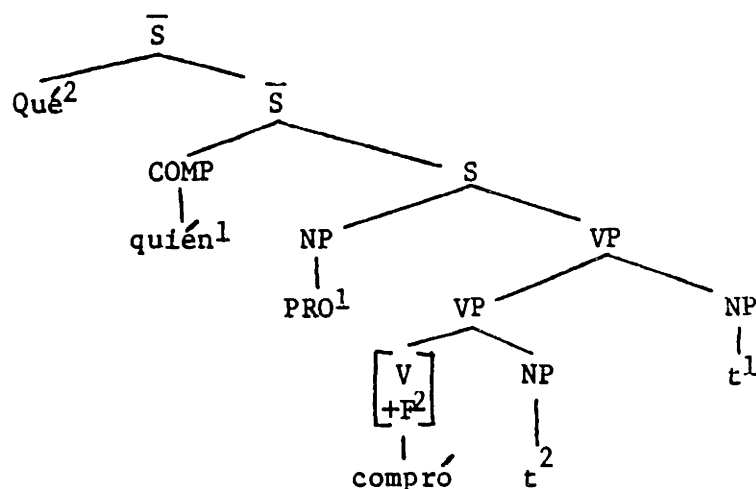 S̅
Qué²
S̅
COMP
S
quién¹
NP
VP
PRO¹
VP
NP
V
NP
t¹
+F²
compró
t²